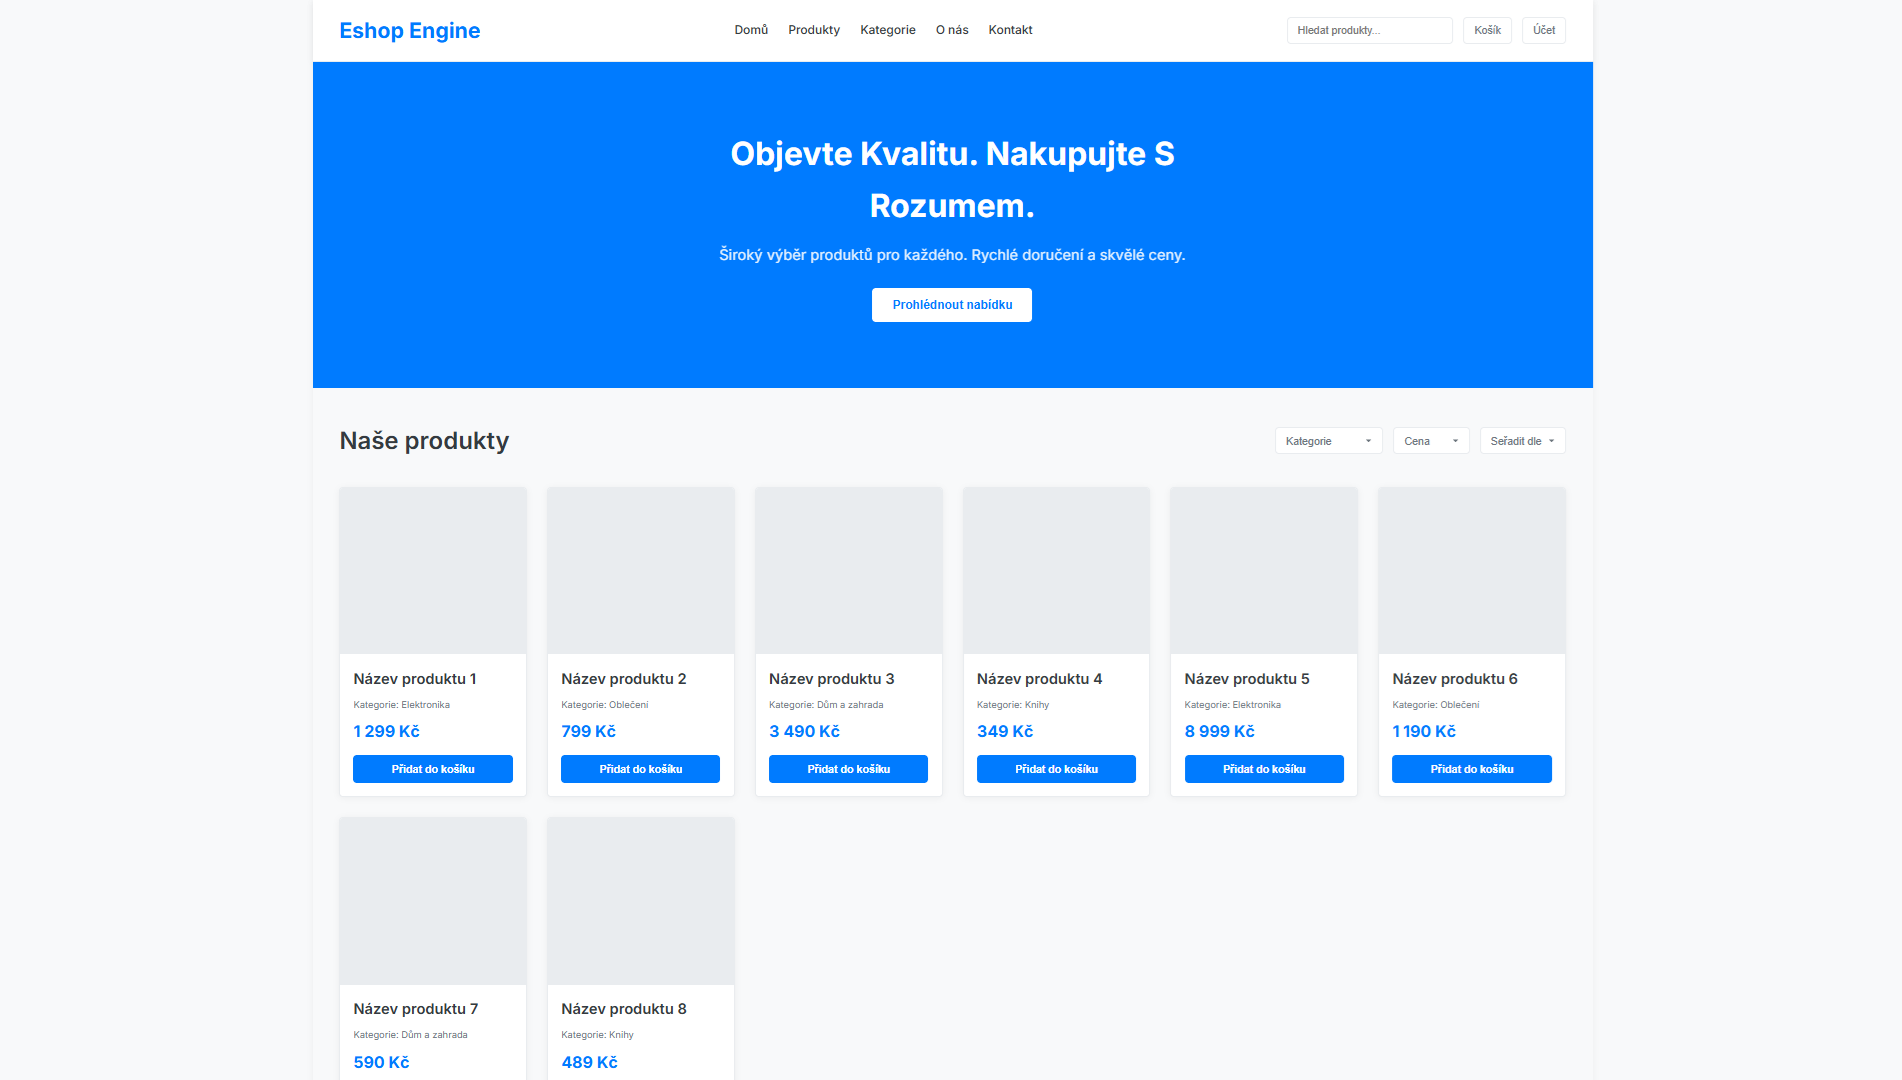 Eshop Engine
Domů Produkty Kategorie O nás Kontakt
Hledat produkty...
Košík
Účet
Objevte Kvalitu. Nakupujte S
Rozumem.
Široký výběr produktů pro každého. Rychlé doručení a skvělé ceny.
Prohlédnout nabídku
Naše produkty
Kategorie
Cena
Seřadit dle
Název produktu 1
Kategorie: Elektronika
1 299 Kč
Přidat do košíku
Název produktu 2
Kategorie: Oblečení
799 Kč
Přidat do košíku
Název produktu 3
Kategorie: Dům a zahrada
3 490 Kč
Přidat do košíku
Název produktu 4
Kategorie: Knihy
349 Kč
Přidat do košíku
Název produktu 5
Kategorie: Elektronika
8 999 Kč
Přidat do košíku
Název produktu 6
Kategorie: Oblečení
1 190 Kč
Přidat do košíku
Název produktu 7
Kategorie: Dům a zahrada
590 Kč
Název produktu 8
Kategorie: Knihy
489 Kč